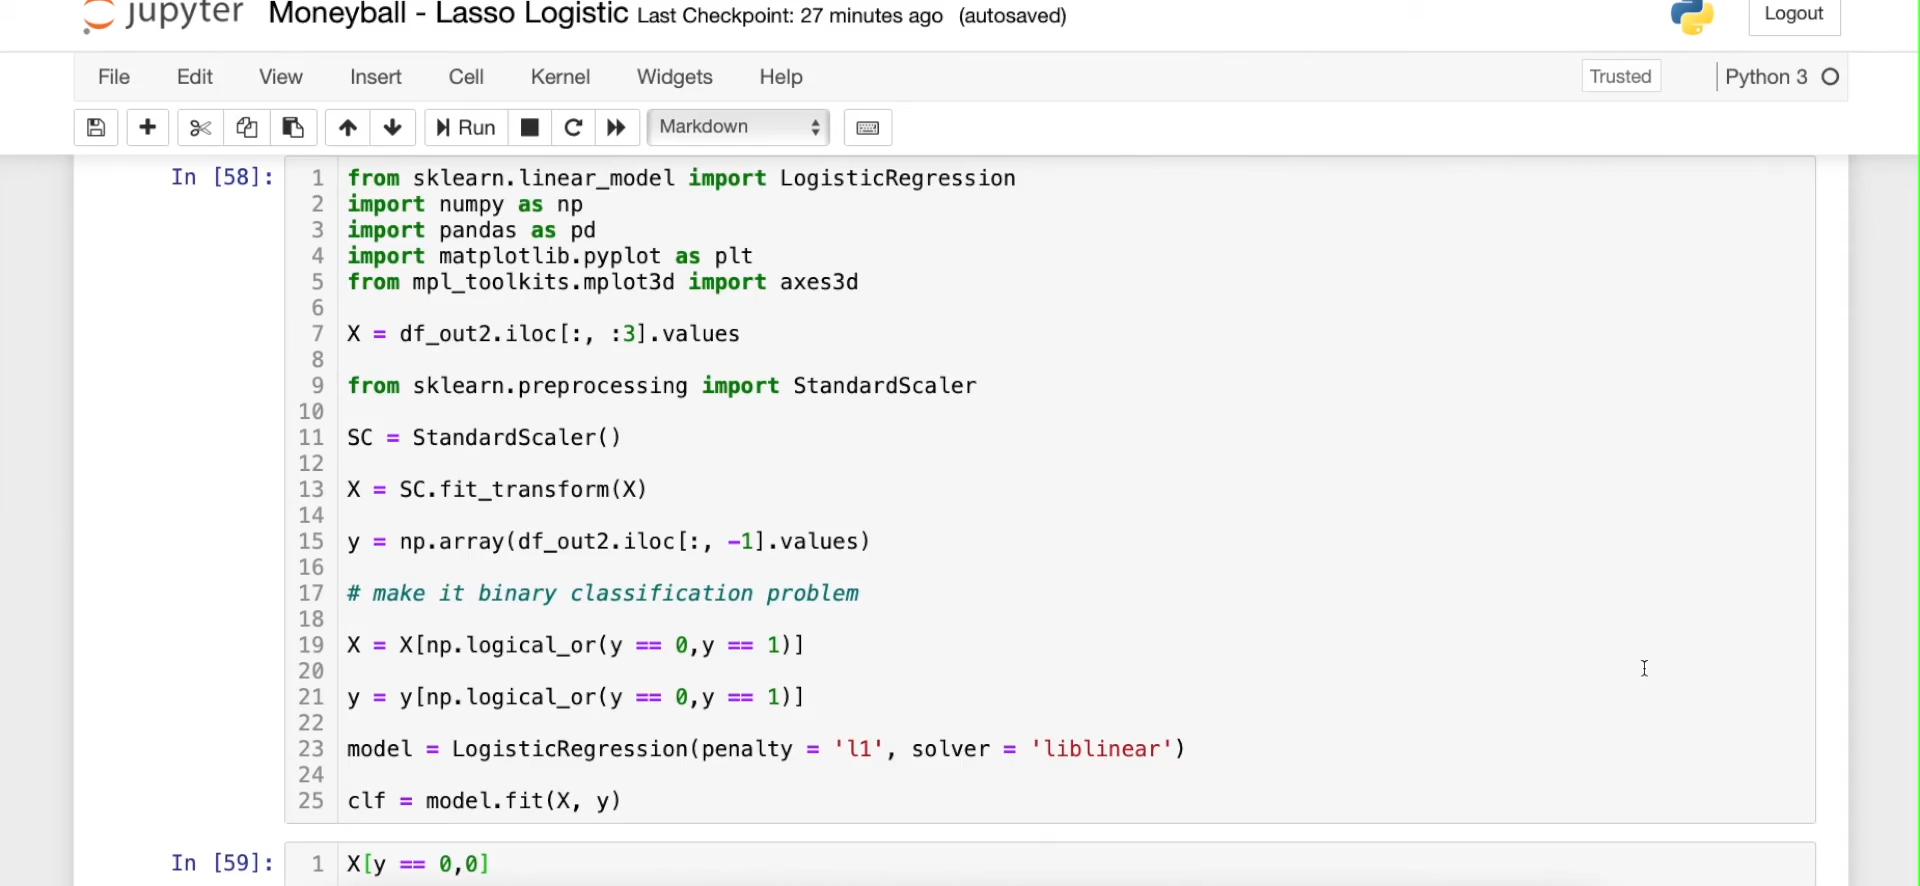 jupyter Moneyball - Lasso Logistic Last Checkpoint: 27 minutes ago (autosaved) Logout
File Edit View Insert Cell Kernel Widgets Help Trusted Python 3
Run Markdown
In [58]:
1 from sklearn.linear_model import LogisticRegression
2 import numpy as np
3 import pandas as pd
4 import matplotlib.pyplot as plt
5 from mpl_toolkits.mplot3d import axes3d
6
7 X = df_out2.iloc[:, :3].values
8
9 from sklearn.preprocessing import StandardScaler
10
11 SC = StandardScaler()
12
13 X = SC.fit_transform(X)
14
15 y = np.array(df_out2.iloc[:, -1].values)
16
17 # make it binary classification problem
18
19 X = X[np.logical_or(y == 0,y == 1)]
20
21 y = y[np.logical_or(y == 0,y == 1)]
22
23 model = LogisticRegression(penalty = 'l1', solver = 'liblinear')
24
25 clf = model.fit(X, y)
In [59]:
1 X[y == 0,0]